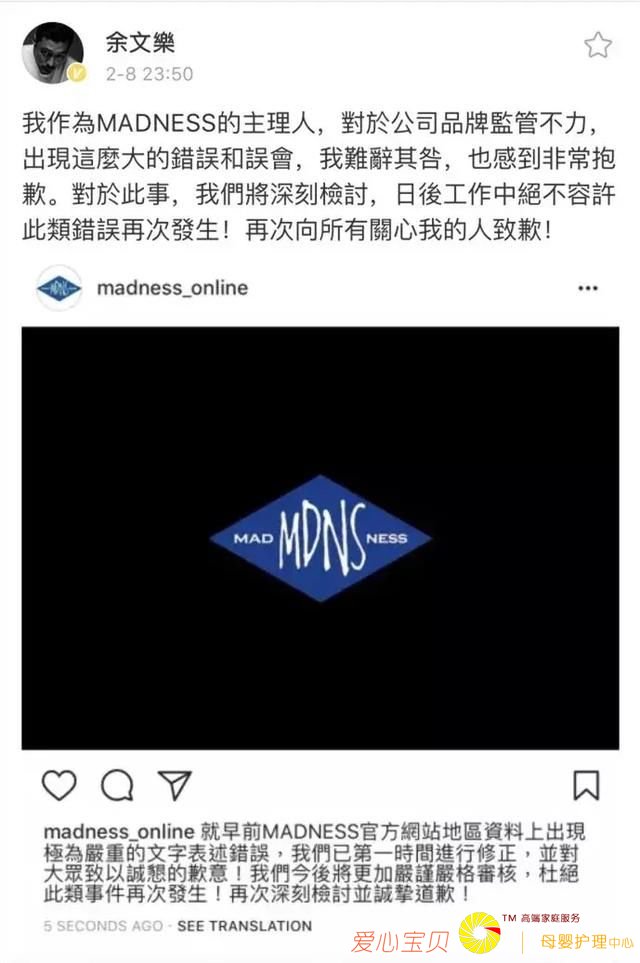 余文樂
2-8 23:50
我作為MADNESS的主理人，對於公司品牌監管不力，
出現這麼大的錯誤和誤會，我難辭其咎，也感到非常抱
歉。對於此事，我們將深刻檢討，日後工作中絕不容許
此類錯誤再次發生！再次向所有關心我的人致歉！
MDNS
madness_online
MAD MDNS NESS
madness_online 就早前MADNESS官方網站地區資料上出現
極為嚴重的文字表述錯誤，我們已第一時間進行修正，並對
大眾致以誠懇的歉意！我們今後將更加嚴謹嚴格審核，杜絕
此類事件再次發生！再次深刻檢討並誠摯道歉！
5 SECONDS AGO · SEE TRANSLATION
爱心宝贝
TM 高端家庭服务
母婴护理中心